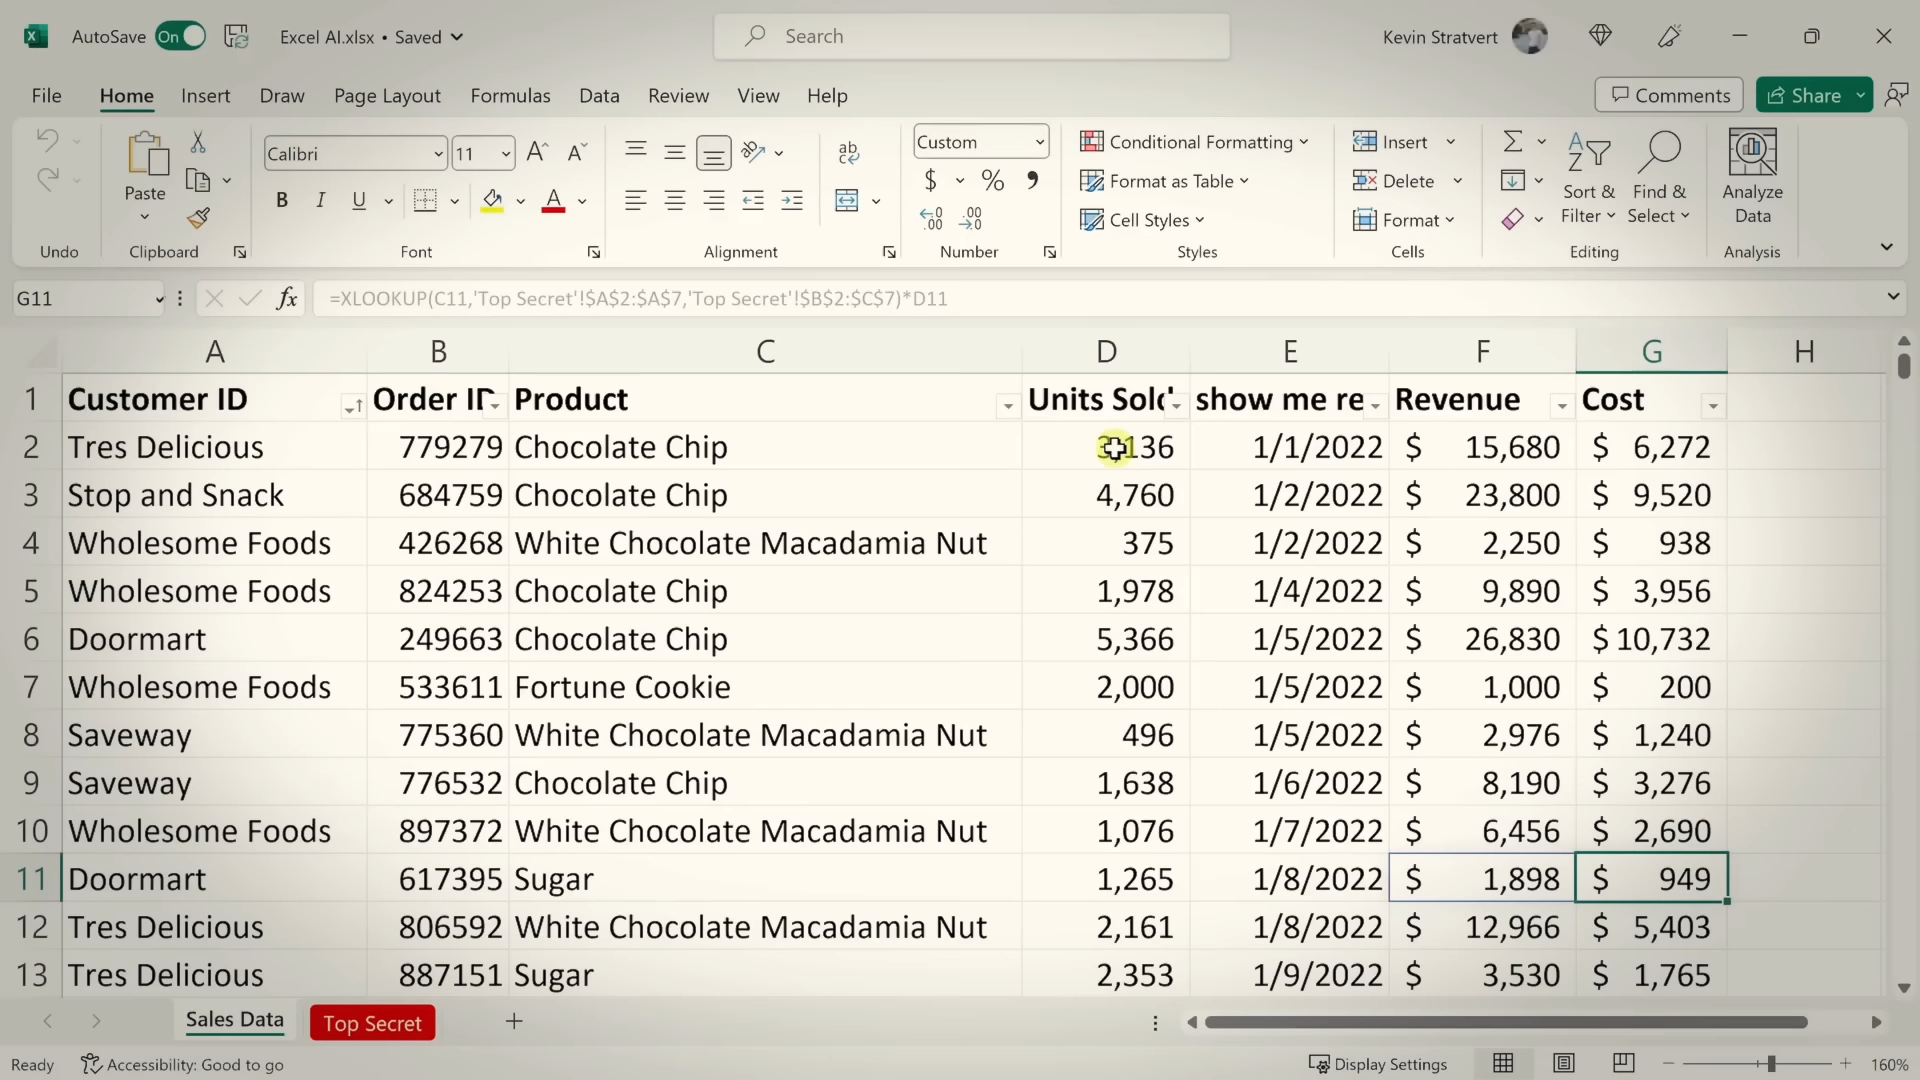 AutoSave On Excel AI.xlsx • Saved Search Kevin Stratvert
File Home Insert Draw Page Layout Formulas Data Review View Help Comments Share
Paste
Calibri 11
B I U
ab
Custom
$ % 9
Conditional Formatting
Format as Table
Cell Styles
Insert
Delete
Format
Sort & Filter
Find & Select
Analyze Data
Undo Clipboard Font Alignment Number Styles Cells Editing Analysis
G11 fx =XLOOKUP(C11,'Top Secret'!$A$2:$A$7,'Top Secret'!$B$2:$C$7)*D11
A B C D E F G H
1 Customer ID Order ID Product Units Sold show me re Revenue Cost
2 Tres Delicious 779279 Chocolate Chip 3,136 1/1/2022 $ 15,680 $ 6,272
3 Stop and Snack 684759 Chocolate Chip 4,760 1/2/2022 $ 23,800 $ 9,520
4 Wholesome Foods 426268 White Chocolate Macadamia Nut 375 1/2/2022 $ 2,250 $ 938
5 Wholesome Foods 824253 Chocolate Chip 1,978 1/4/2022 $ 9,890 $ 3,956
6 Doormart 249663 Chocolate Chip 5,366 1/5/2022 $ 26,830 $ 10,732
7 Wholesome Foods 533611 Fortune Cookie 2,000 1/5/2022 $ 1,000 $ 200
8 Saveway 775360 White Chocolate Macadamia Nut 496 1/5/2022 $ 2,976 $ 1,240
9 Saveway 776532 Chocolate Chip 1,638 1/6/2022 $ 8,190 $ 3,276
10 Wholesome Foods 897372 White Chocolate Macadamia Nut 1,076 1/7/2022 $ 6,456 $ 2,690
11 Doormart 617395 Sugar 1,265 1/8/2022 $ 1,898 $ 949
12 Tres Delicious 806592 White Chocolate Macadamia Nut 2,161 1/8/2022 $ 12,966 $ 5,403
13 Tres Delicious 887151 Sugar 2,353 1/9/2022 $ 3,530 $ 1,765
Sales Data Top Secret
Ready Accessibility: Good to go Display Settings 160%